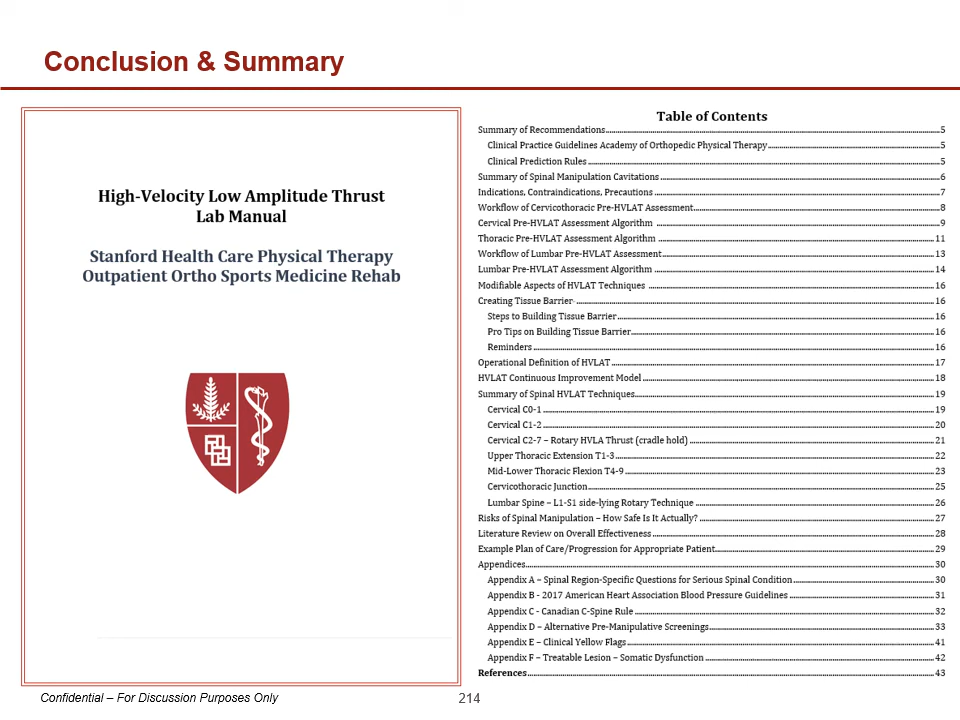 Conclusion & Summary
High-Velocity Low Amplitude Thrust
Lab Manual
Stanford Health Care Physical Therapy
Outpatient Ortho Sports Medicine Rehab
Table of Contents
Summary of Recommendations 5
Clinical Practice Guidelines Academy of Orthopedic Physical Therapy 5
Clinical Prediction Rules 5
Summary of Spinal Manipulation Cavitations 6
Indications, Contraindications, Precautions 7
Workflow of Cervicothoracic Pre-HVLAT Assessment 8
Cervical Pre-HVLAT Assessment Algorithm 9
Thoracic Pre-HVLAT Assessment Algorithm 11
Workflow of Lumbar Pre-HVLAT Assessment 13
Lumbar Pre-HVLAT Assessment Algorithm 14
Modifiable Aspects of HVLAT Techniques 16
Creating Tissue Barrier 16
Steps to Building Tissue Barrier 16
Pro Tips on Building Tissue Barrier 16
Reminders 16
Operational Definition of HVLAT 17
HVLAT Continuous Improvement Model 18
Summary of Spinal HVLAT Techniques 19
Cervical C0-1 19
Cervical C1-2 20
Cervical C2-7 – Rotary HVLA Thrust (cradle hold) 21
Upper Thoracic Extension T1-3 22
Mid-Lower Thoracic Flexion T4-9 23
Cervicothoracic Junction 25
Lumbar Spine – L1-S1 side-lying Rotary Technique 26
Risks of Spinal Manipulation – How Safe Is It Actually? 27
Literature Review on Overall Effectiveness 28
Example Plan of Care/Progression for Appropriate Patient 29
Appendices 30
Appendix A – Spinal Region-Specific Questions for Serious Spinal Condition 30
Appendix B - 2017 American Heart Association Blood Pressure Guidelines 31
Appendix C - Canadian C-Spine Rule 32
Appendix D – Alternative Pre-Manipulative Screenings 33
Appendix E – Clinical Yellow Flags 41
Appendix F – Treatable Lesion – Somatic Dysfunction 42
References 43
Confidential – For Discussion Purposes Only
214